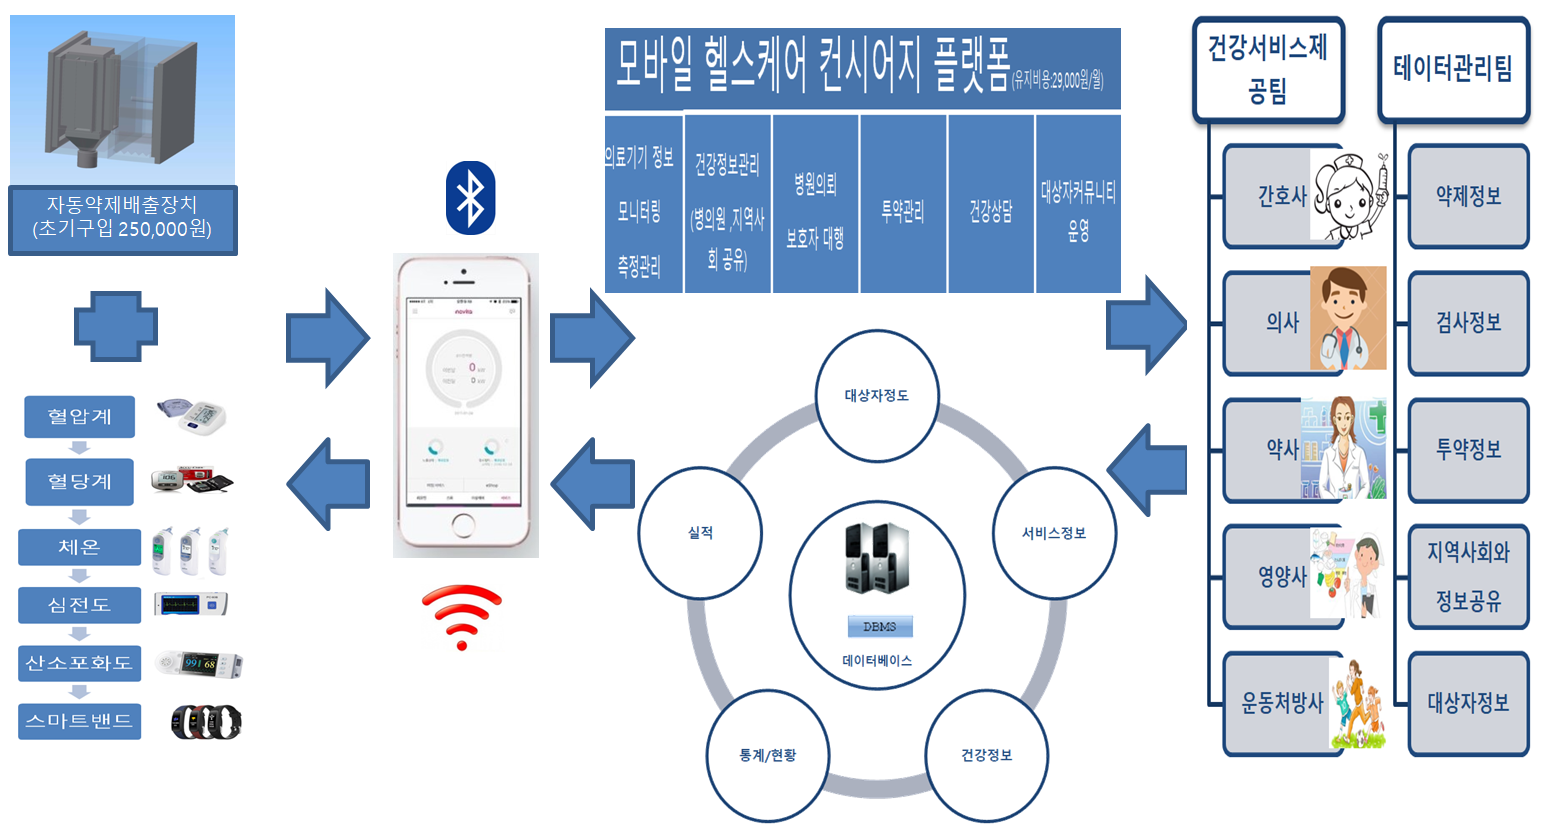 자동약제배출장치
(초기구입 250,000원)
혈압계
혈당계
체온
심전도
산소포화도
스마트밴드
모바일 헬스케어 컨시어지 플랫폼(유지비용:29,000원/월)
의료기기 정보
모니터링
측정관리
건강정보관리
(병의원 ,지역사
회 공유)
병원의뢰
보호자 대행
투약관리
건강상담
대상자커뮤니티
운영
대상자정도
서비스정보
건강정보
통계/현황
실적
DBMS
데이터베이스
건강서비스제
공팀
간호사
의사
약사
영양사
운동처방사
테이터관리팀
약제정보
검사정보
투약정보
지역사회와
정보공유
대상자정보